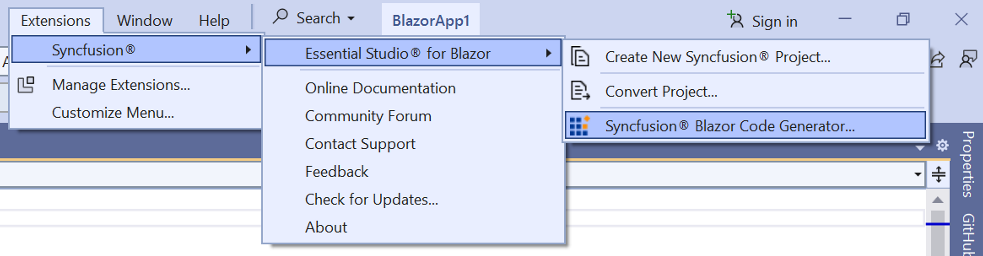 Extensions Window Help Search BlazorApp1 Sign in
Syncfusion® Essential Studio® for Blazor Create New Syncfusion® Project...
Manage Extensions... Online Documentation Convert Project...
Customize Menu... Community Forum Syncfusion® Blazor Code Generator...
Contact Support
Feedback
Check for Updates...
About
Properties
GitHub